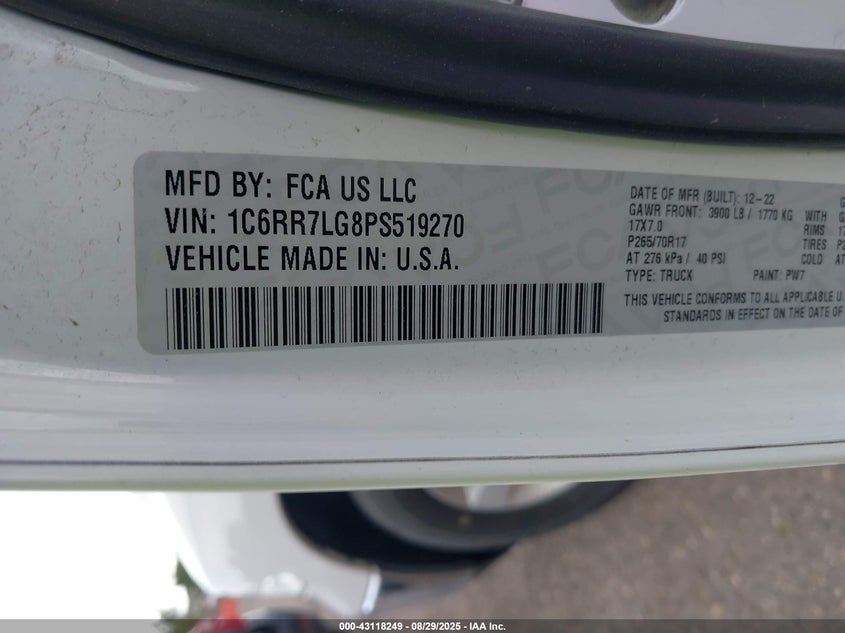 MFD BY: FCA US LLC
VIN: 1C6RR7LG8PS519270
VEHICLE MADE IN: U.S.A.
DATE OF MFR (BUILT): 12-22
GAWR FRONT: 3900 LB / 1770 KG WITH
17X7.0 RIMS
P265/70R17 TIRES
AT 276 kPa / 40 PSI COLD
TYPE: TRUCK PAINT: PW7
THIS VEHICLE CONFORMS TO ALL APPLICABLE U.
STANDARDS IN EFFECT ON THE DATE OF
000-43118249 - 08/29/2025 - IAA Inc.